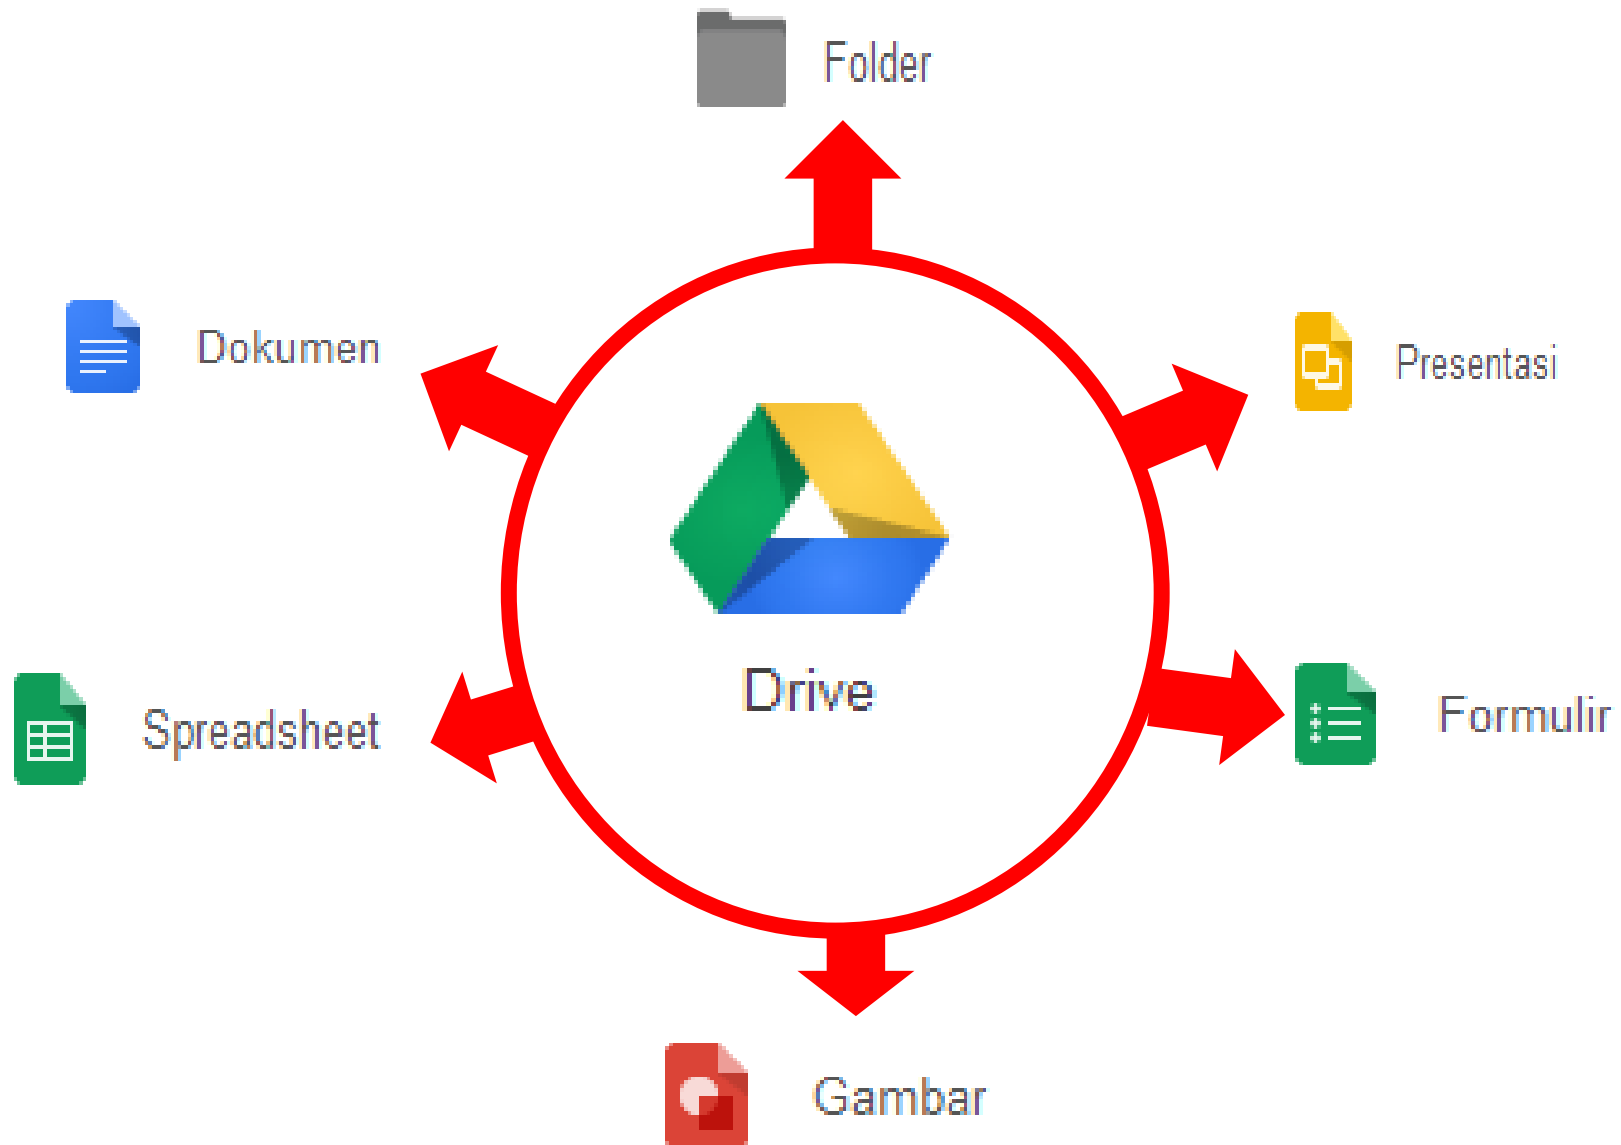 Folder
Dokumen
Presentasi
Drive
Spreadsheet
Formulir
Gambar